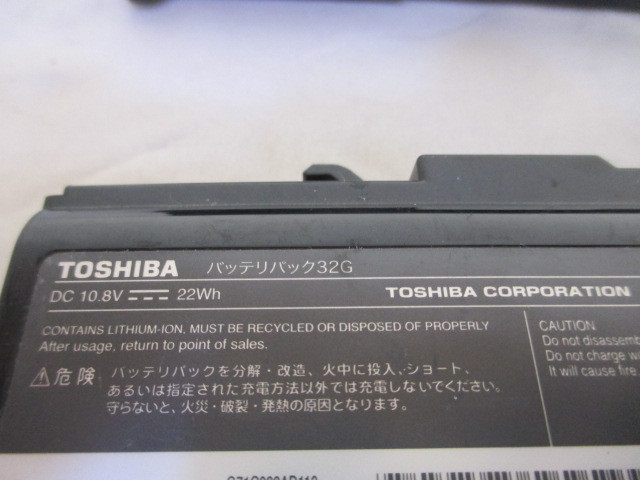 TOSHIBA バッテリパック32G
DC 10.8V 22Wh TOSHIBA CORPORATION
CONTAINS LITHIUM-ION. MUST BE RECYCLED OR DISPOSED OF PROPERLY
After usage, return to point of sales.
⚠危険 バッテリパックを分解・改造、火中に投入、ショート、
あるいは指定された充電方法以外では充電しないでください。
守らないと、火災・破裂・発熱の原因となります。
CAUTION
Do not disassemb
Do not charge w
It will cause fire